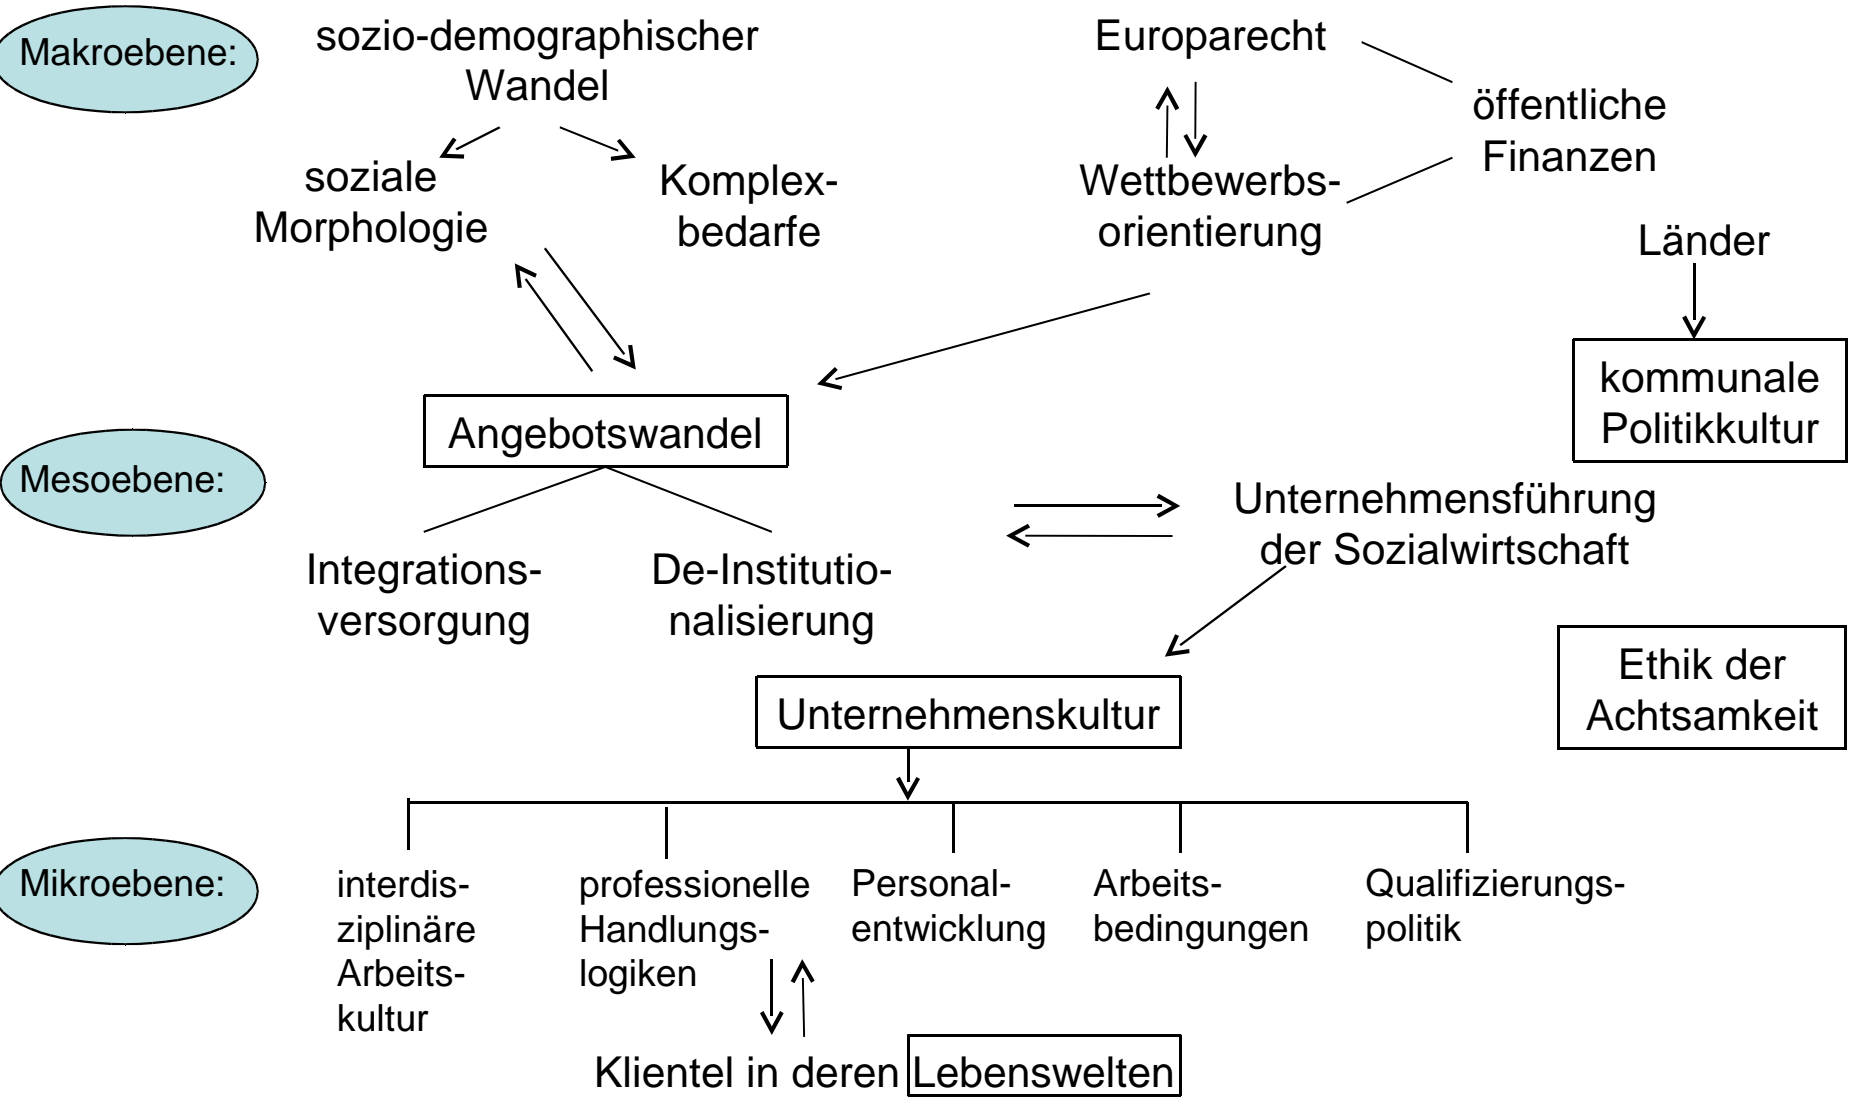 Makroebene:
sozio-demographischer
Wandel
Europarecht
öffentliche
Finanzen
soziale
Morphologie
Komplex-
bedarfe
Wettbewerbs-
orientierung
Länder
kommunale
Politikkultur
Angebotswandel
Mesoebene:
Unternehmensführung
der Sozialwirtschaft
Integrations-
versorgung
De-Institutio-
nalisierung
Ethik der
Achtsamkeit
Unternehmenskultur
Mikroebene:
interdis-
ziplinäre
Arbeits-
kultur
professionelle
Handlungs-
logiken
Personal-
entwicklung
Arbeits-
bedingungen
Qualifizierungs-
politik
Klientel in deren Lebenswelten